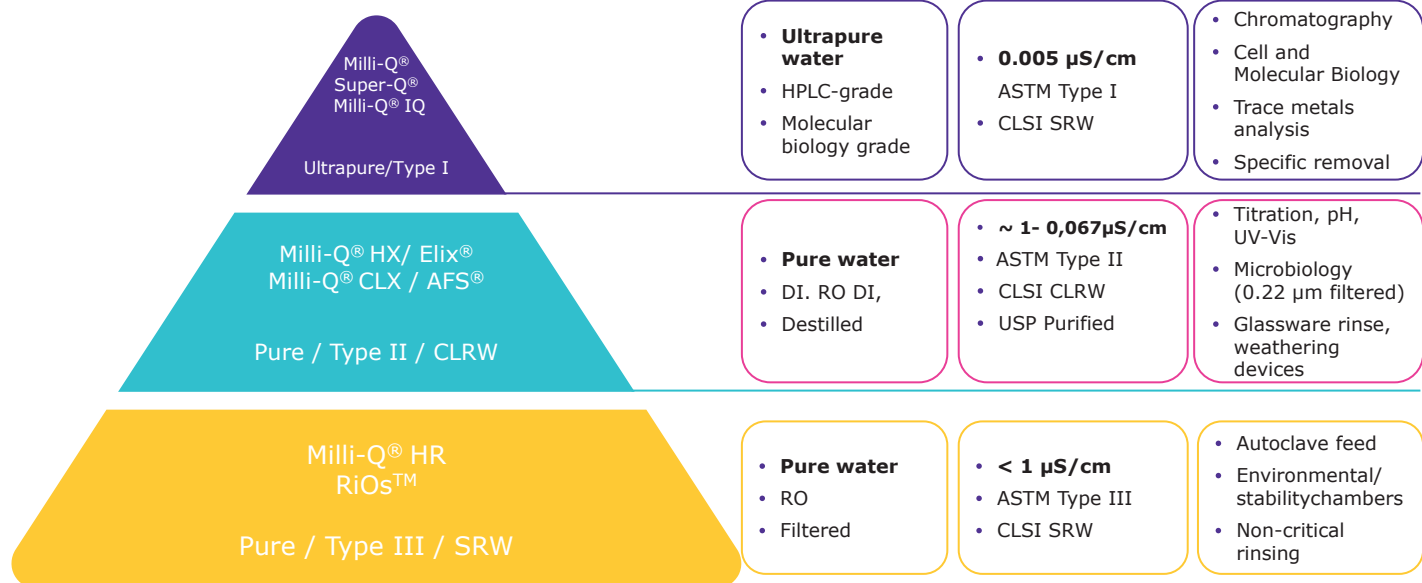 Milli-Q® 
Super-Q®
Milli-Q® IQ
Ultrapure/Type I
• Ultrapure
water
• HPLC-grade
• Molecular
biology grade
• 0.005 µS/cm
ASTM Type I
• CLSI SRW
• Chromatography
• Cell and
Molecular Biology
• Trace metals
analysis
• Specific removal
Milli-Q® HX/ Elix®
Milli-Q® CLX / AFS®
Pure / Type II / CLRW
• Pure water
• DI. RO DI,
• Destilled
• ~ 1- 0,067µS/cm
• ASTM Type II
• CLSI CLRW
• USP Purified
• Titration, pH,
UV-Vis
• Microbiology
(0.22 µm filtered)
• Glassware rinse,
weathering
devices
Milli-Q® HR
RiOs™
Pure / Type III / SRW
• Pure water
• RO
• Filtered
• < 1 µS/cm
• ASTM Type III
• CLSI SRW
• Autoclave feed
• Environmental/
stabilitychambers
• Non-critical
rinsing